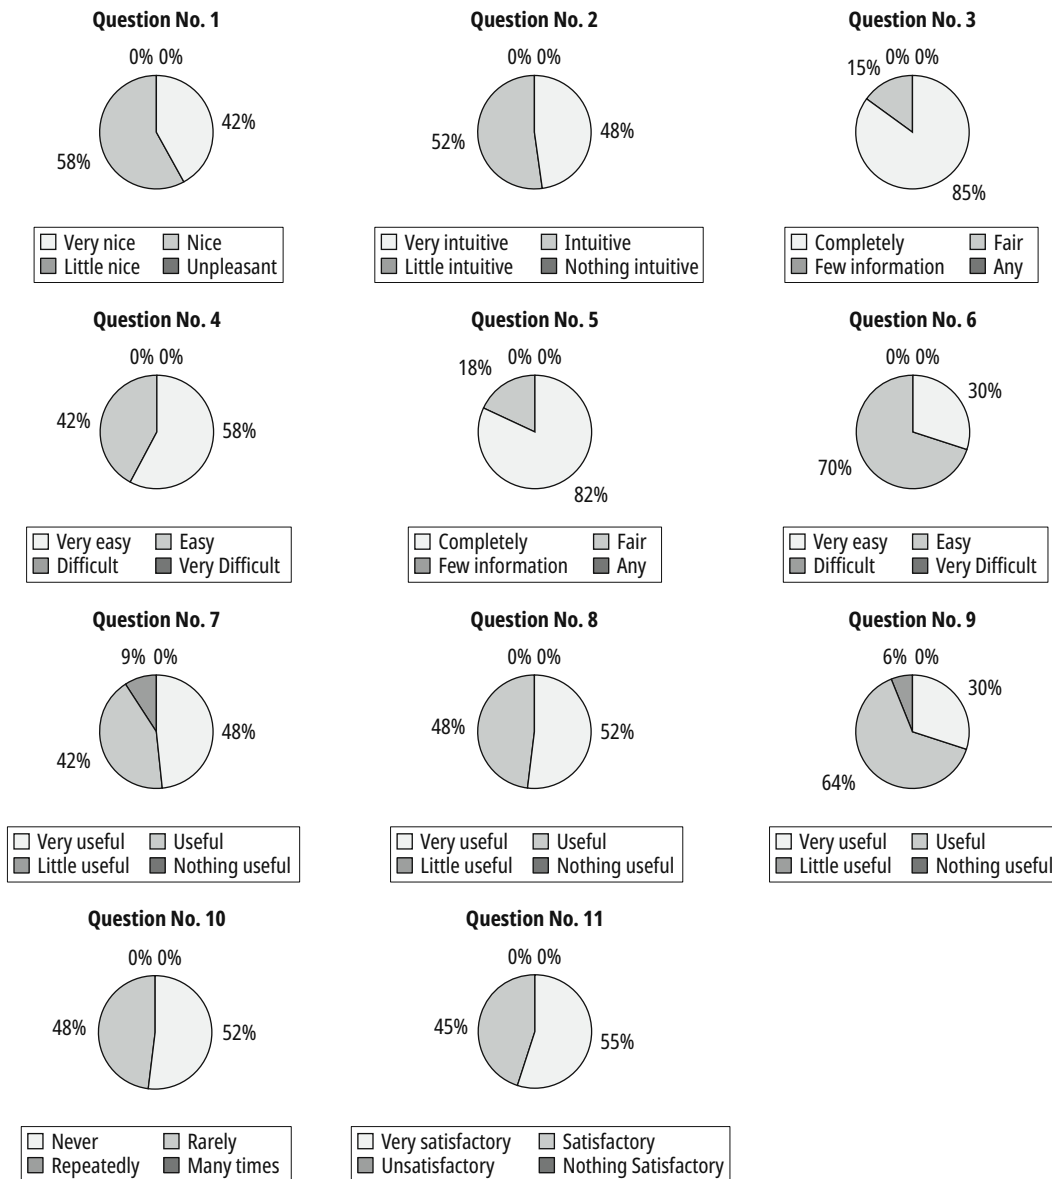 Question No. 1
0% 0%
42%
58%
Very nice Nice
Little nice Unpleasant
Question No. 2
0% 0%
48%
52%
Very intuitive Intuitive
Little intuitive Nothing intuitive
Question No. 3
15% 0% 0%
85%
Completely Fair
Few information Any
Question No. 4
0% 0%
42%
58%
Very easy Easy
Difficult Very Difficult
Question No. 5
0% 0%
18%
82%
Completely Fair
Few information Any
Question No. 6
0% 0%
30%
70%
Very easy Easy
Difficult Very Difficult
Question No. 7
9% 0%
48%
42%
Very useful Useful
Little useful Nothing useful
Question No. 8
0% 0%
48%
52%
Very useful Useful
Little useful Nothing useful
Question No. 9
6% 0%
30%
64%
Very useful Useful
Little useful Nothing useful
Question No. 10
0% 0%
48%
52%
Never Rarely
Repeatedly Many times
Question No. 11
0% 0%
45%
55%
Very satisfactory Satisfactory
Unsatisfactory Nothing Satisfactory